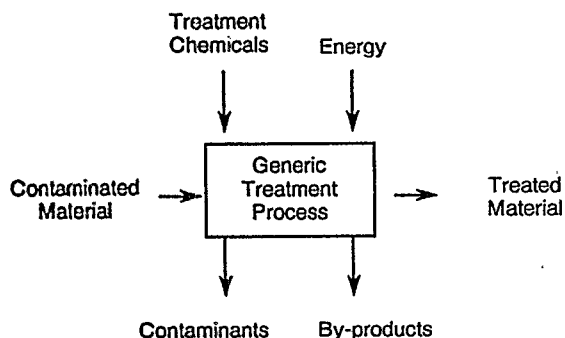 Treatment
Chemicals
Energy
Contaminated
Material
Generic
Treatment
Process
Treated
Material
Contaminants
By-products